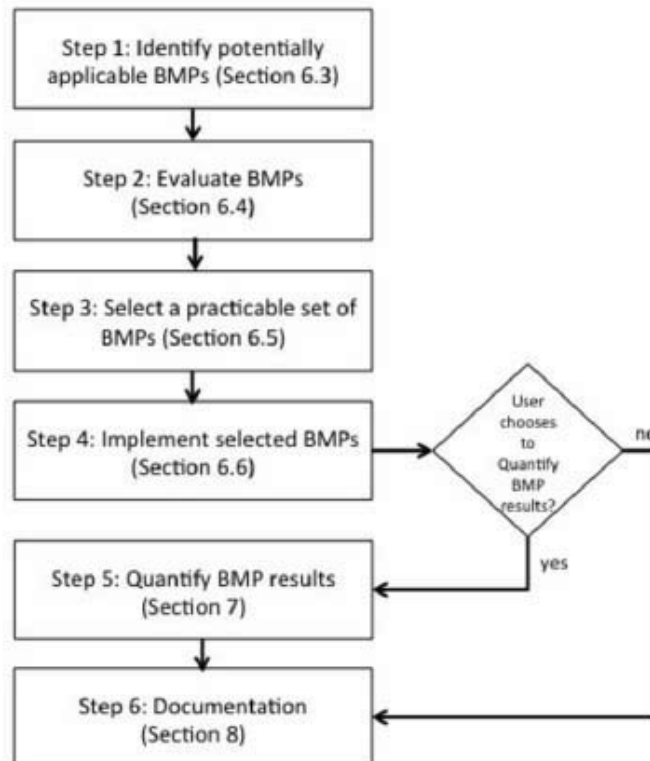 Step 1: Identify potentially
applicable BMPs (Section 6.3)
Step 2: Evaluate BMPs
(Section 6.4)
Step 3: Select a practicable set of
BMPs (Section 6.5)
Step 4: Implement selected BMPs
(Section 6.6)
User
chooses
to
Quantify
BMP
results?
no
yes
Step 5: Quantify BMP results
(Section 7)
Step 6: Documentation
(Section 8)